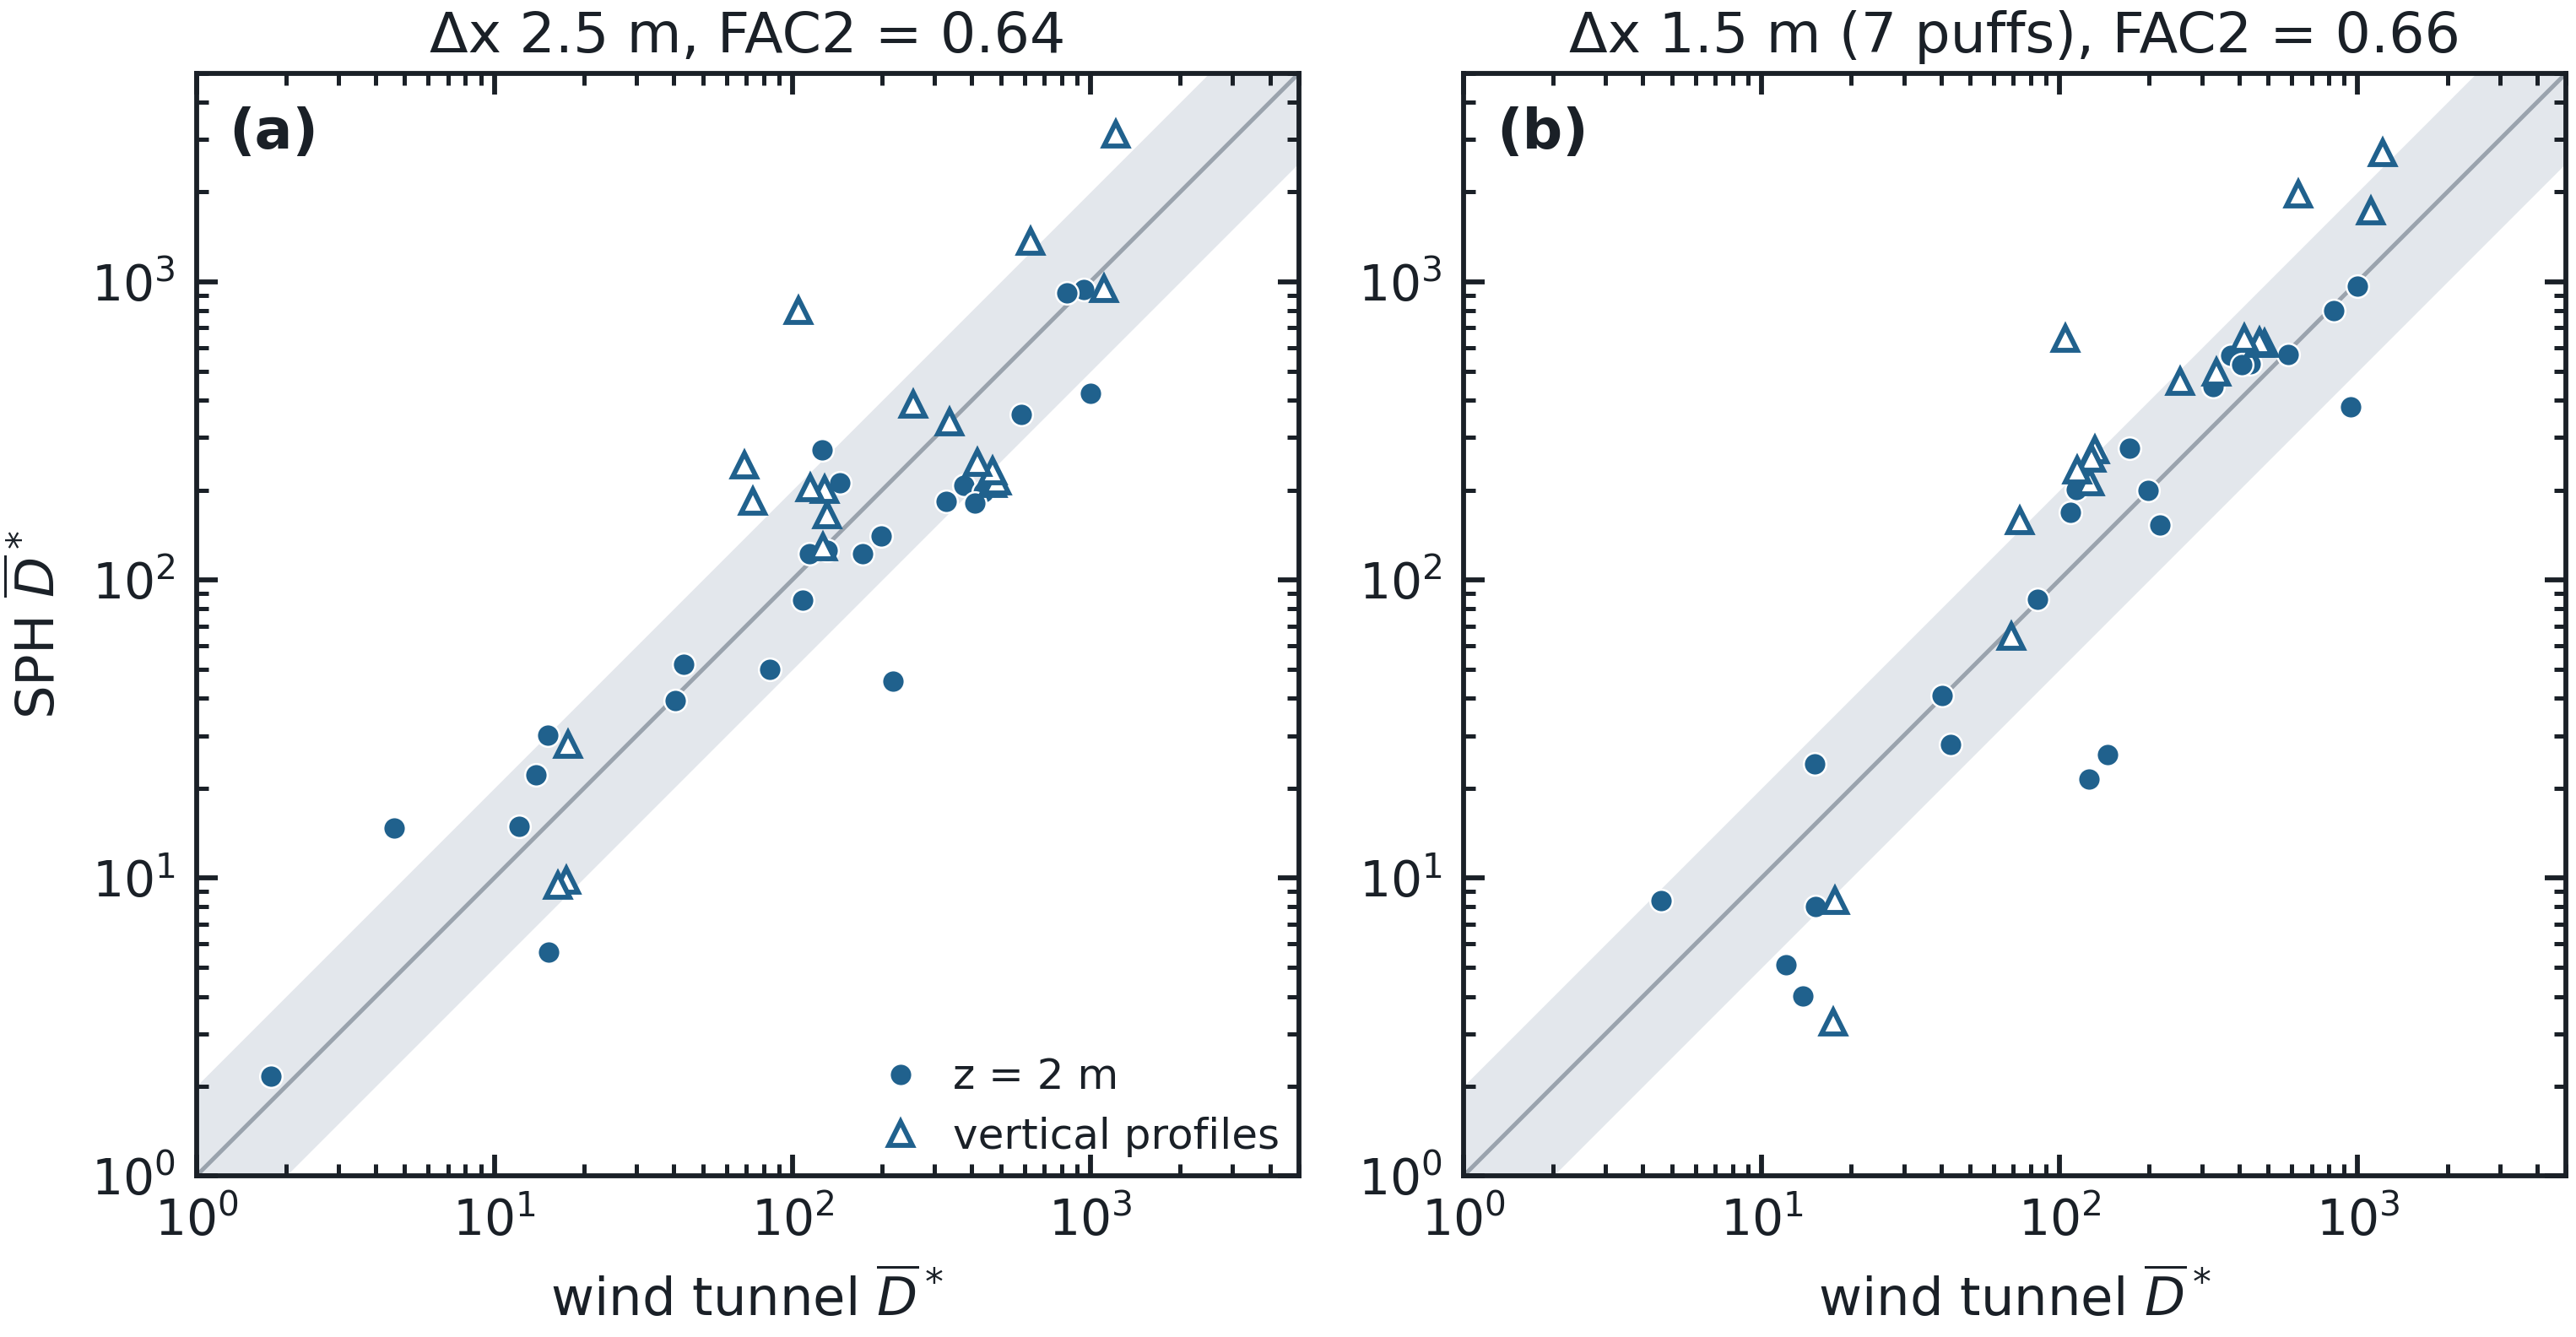 Δx 2.5 m, FAC2 = 0.64
(a)
SPH D̅*
10³
10²
10¹
10⁰
10⁰ 10¹ 10² 10³
wind tunnel D̅*
z = 2 m
vertical profiles
Δx 1.5 m (7 puffs), FAC2 = 0.66
(b)
10³
10²
10¹
10⁰
10⁰ 10¹ 10² 10³
wind tunnel D̅*